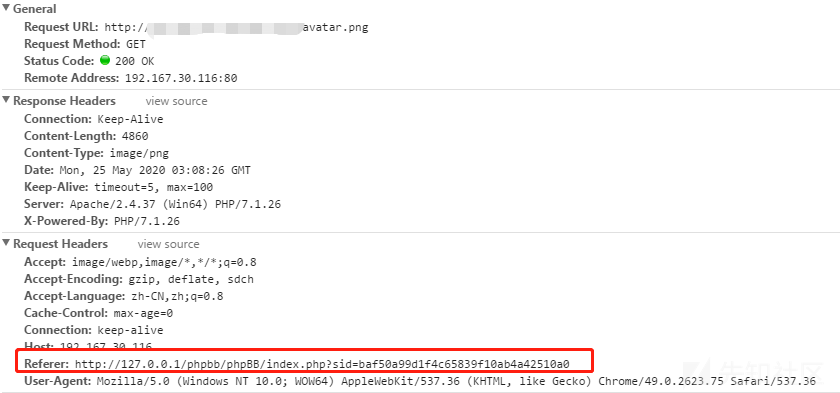 General
Request URL: http://avatar.png
Request Method: GET
Status Code: 200 OK
Remote Address: 192.167.30.116:80
Response Headers view source
Connection: Keep-Alive
Content-Length: 4860
Content-Type: image/png
Date: Mon, 25 May 2020 03:08:26 GMT
Keep-Alive: timeout=5, max=100
Server: Apache/2.4.37 (Win64) PHP/7.1.26
X-Powered-By: PHP/7.1.26
Request Headers view source
Accept: image/webp,image/*,*/*;q=0.8
Accept-Encoding: gzip, deflate, sdch
Accept-Language: zh-CN,zh;q=0.8
Cache-Control: max-age=0
Connection: keep-alive
Host: 192.167.30.116
Referer: http://127.0.0.1/phpbb/phpBB/index.php?sid=baf50a99d1f4c65839f10ab4a42510a0
User-Agent: Mozilla/5.0 (Windows NT 10.0; WOW64) AppleWebKit/537.36 (KHTML, like Gecko) Chrome/49.0.2623.75 Safari/537.36
先知社区